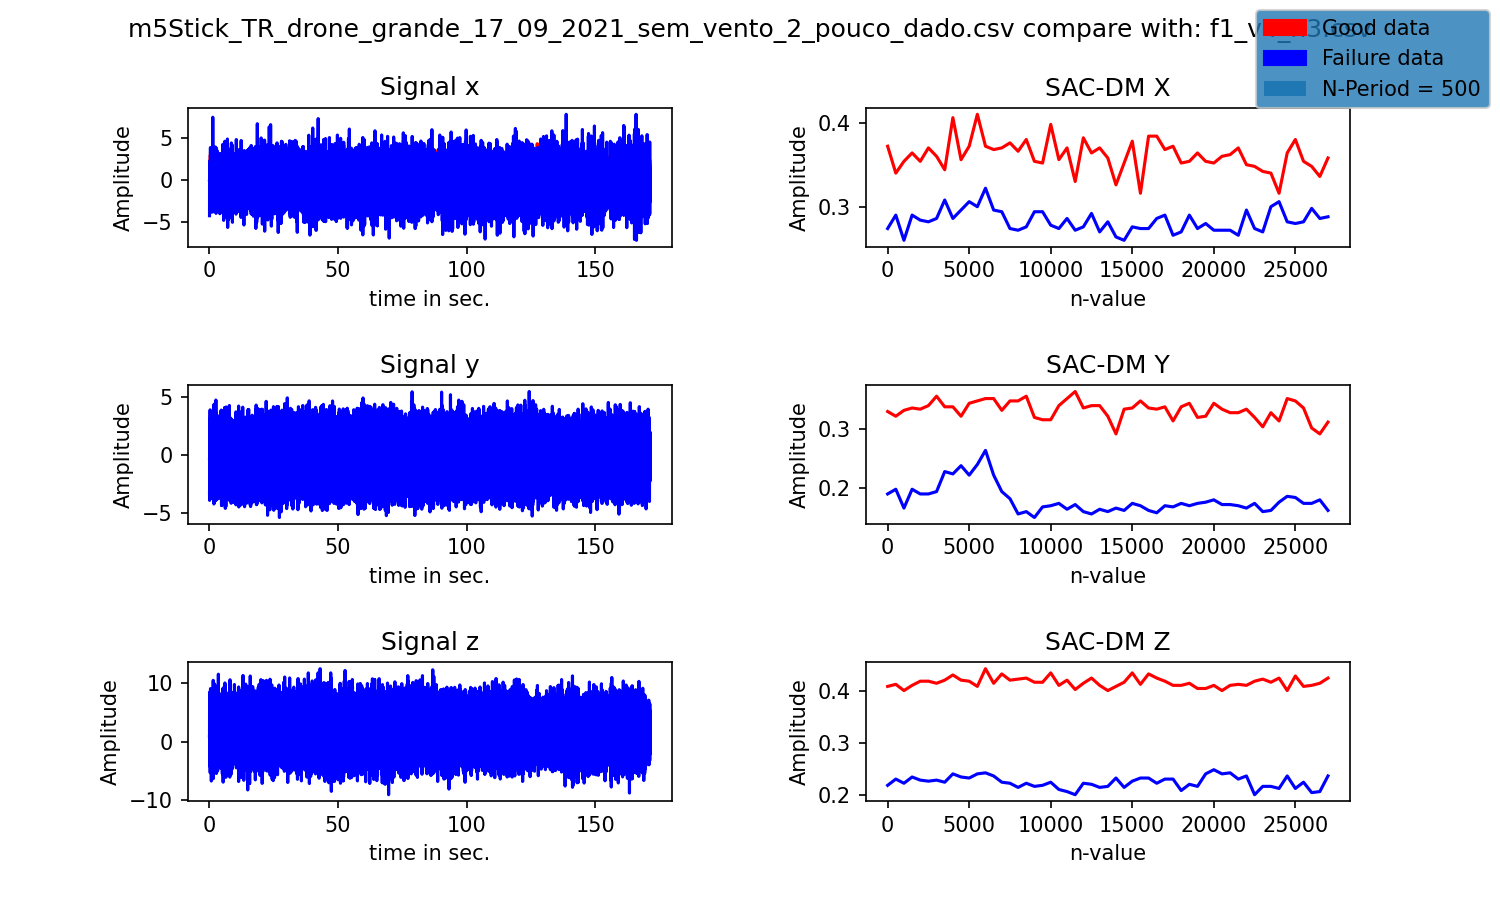 m5Stick_TR_drone_grande_17_09_2021_sem_vento_2_pouco_dado.csv compare with:
Good data
Failure data
N-Period = 500
Signal x
Amplitude
5
0
−5
0 50 100 150
time in sec.
SAC-DM X
Amplitude
0.4
0.3
0 5000 10000 15000 20000 25000
n-value
Signal y
Amplitude
5
0
−5
0 50 100 150
time in sec.
SAC-DM Y
Amplitude
0.3
0.2
0 5000 10000 15000 20000 25000
n-value
Signal z
Amplitude
10
0
−10
0 50 100 150
time in sec.
SAC-DM Z
Amplitude
0.4
0.3
0.2
0 5000 10000 15000 20000 25000
n-value